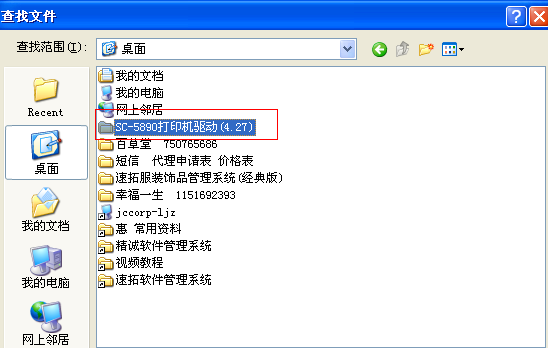 查找文件
查找范围(I):
桌面
Recent
桌面
我的文档
我的电脑
网上邻居
我的文档
我的电脑
网上邻居
SC-5890打印机驱动(4.27)
百草堂 750765686
短信 代理申请表 价格表
速拓服装饰品管理系统(经典版)
幸福一生 1151692393
jccorp-ljz
惠 常用资料
精诚软件管理系统
视频教程
速拓软件管理系统